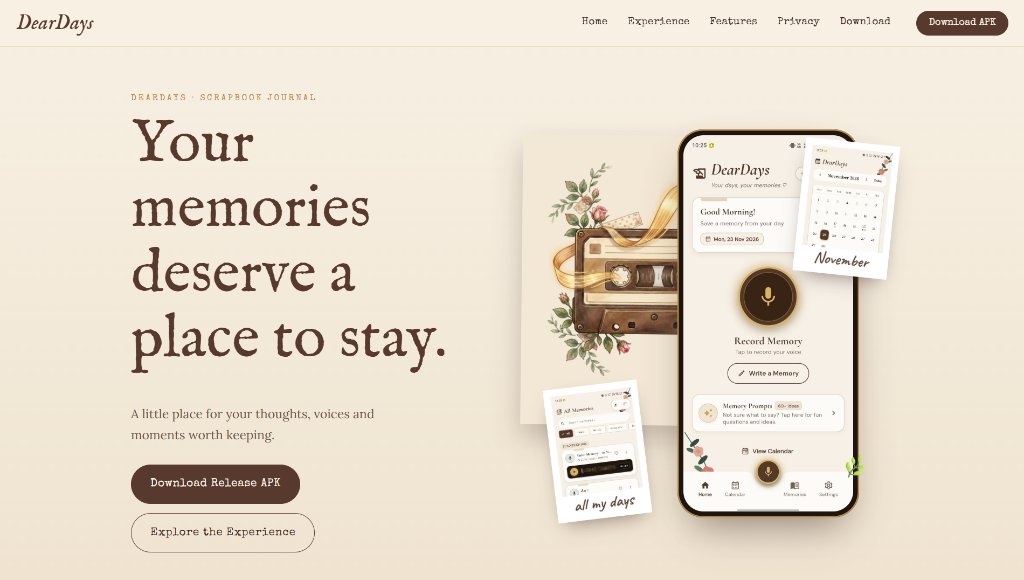 DearDays
Home Experience Features Privacy Download Download APK
DEARDAYS · SCRAPBOOK JOURNAL
Your
memories
deserve a
place to stay.
A little place for your thoughts, voices and
moments worth keeping.
Download Release APK
Explore the Experience
10:25
DearDays
Your days, your memories.
Good Morning!
Save a memory from your day
Mon, 23 Nov 2026
Record Memory
Tap to record your voice
Write a Memory
Memory Prompts 60+ ideas
Not sure what to say? Tap here for fun
questions and ideas.
View Calendar
Home Calendar Memories Settings
DearDays
November 2026
November
All Memories
all my days